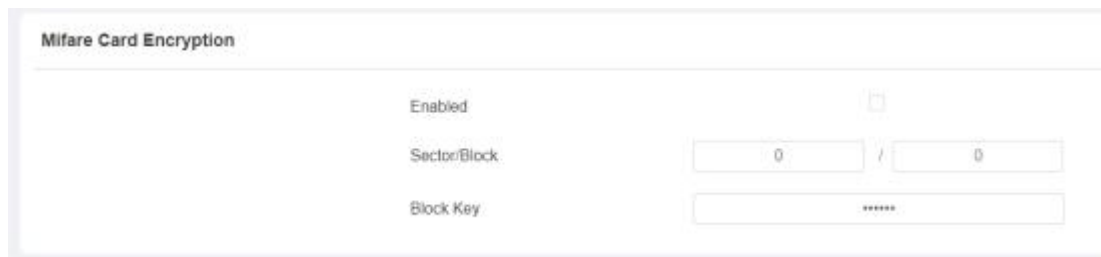 Mifare Card Encryption
Enabled
Sector/Block 0 / 0
Block Key ••••••